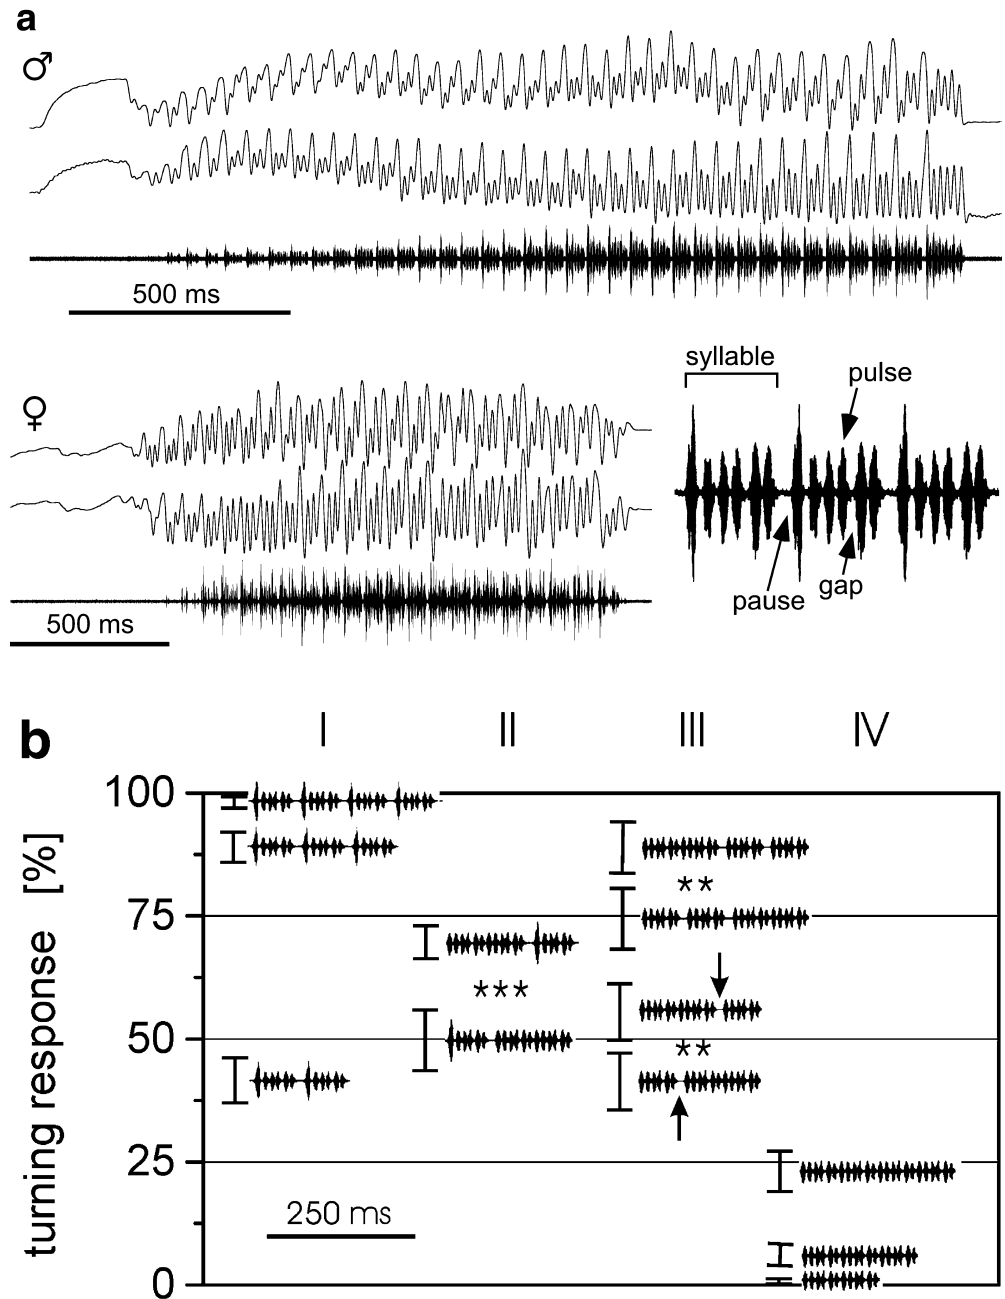 a
♂
500 ms
♀
500 ms
syllable
pulse
pause
gap
b
I II III IV
turning response [%]
100
75
50
25
0
**
***
**
250 ms